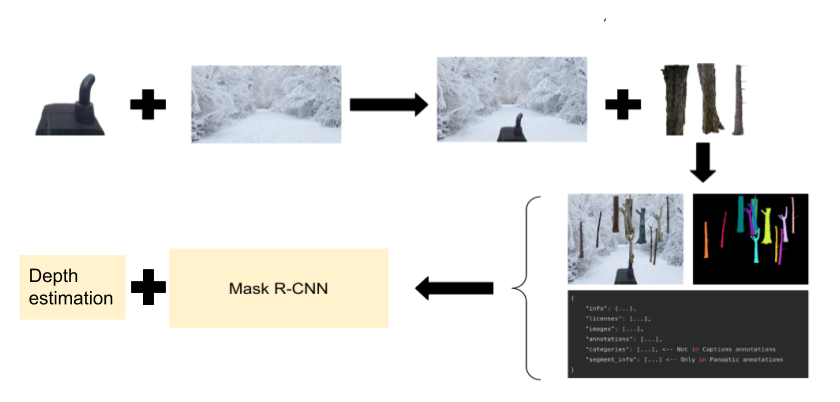 Depth
estimation
Mask R-CNN
{
"info": {...},
"licenses": [...],
"images": [...],
"annotations": [...],
"categories": [...], <-- Not in Captions annotations
"segment_info": [...] <-- Only in Panoptic annotations
}